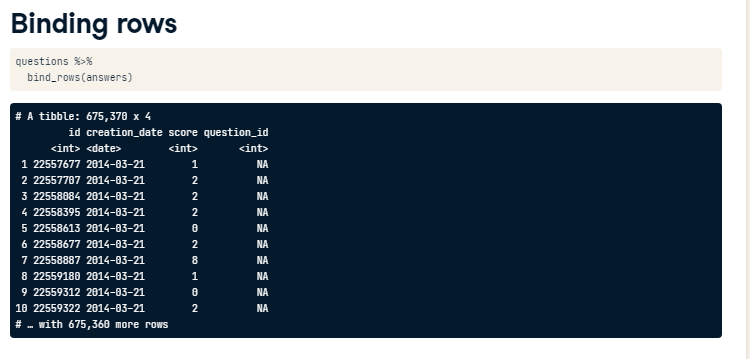 Binding rows
questions %>%
  bind_rows(answers)
# A tibble: 675,370 x 4
         id creation_date score question_id
      <int> <date>        <int>       <int>
 1 22557677 2014-03-21        1          NA
 2 22557707 2014-03-21        2          NA
 3 22558084 2014-03-21        2          NA
 4 22558395 2014-03-21        2          NA
 5 22558613 2014-03-21        0          NA
 6 22558677 2014-03-21        2          NA
 7 22558887 2014-03-21        8          NA
 8 22559180 2014-03-21        1          NA
 9 22559312 2014-03-21        0          NA
10 22559322 2014-03-21        2          NA
# … with 675,360 more rows